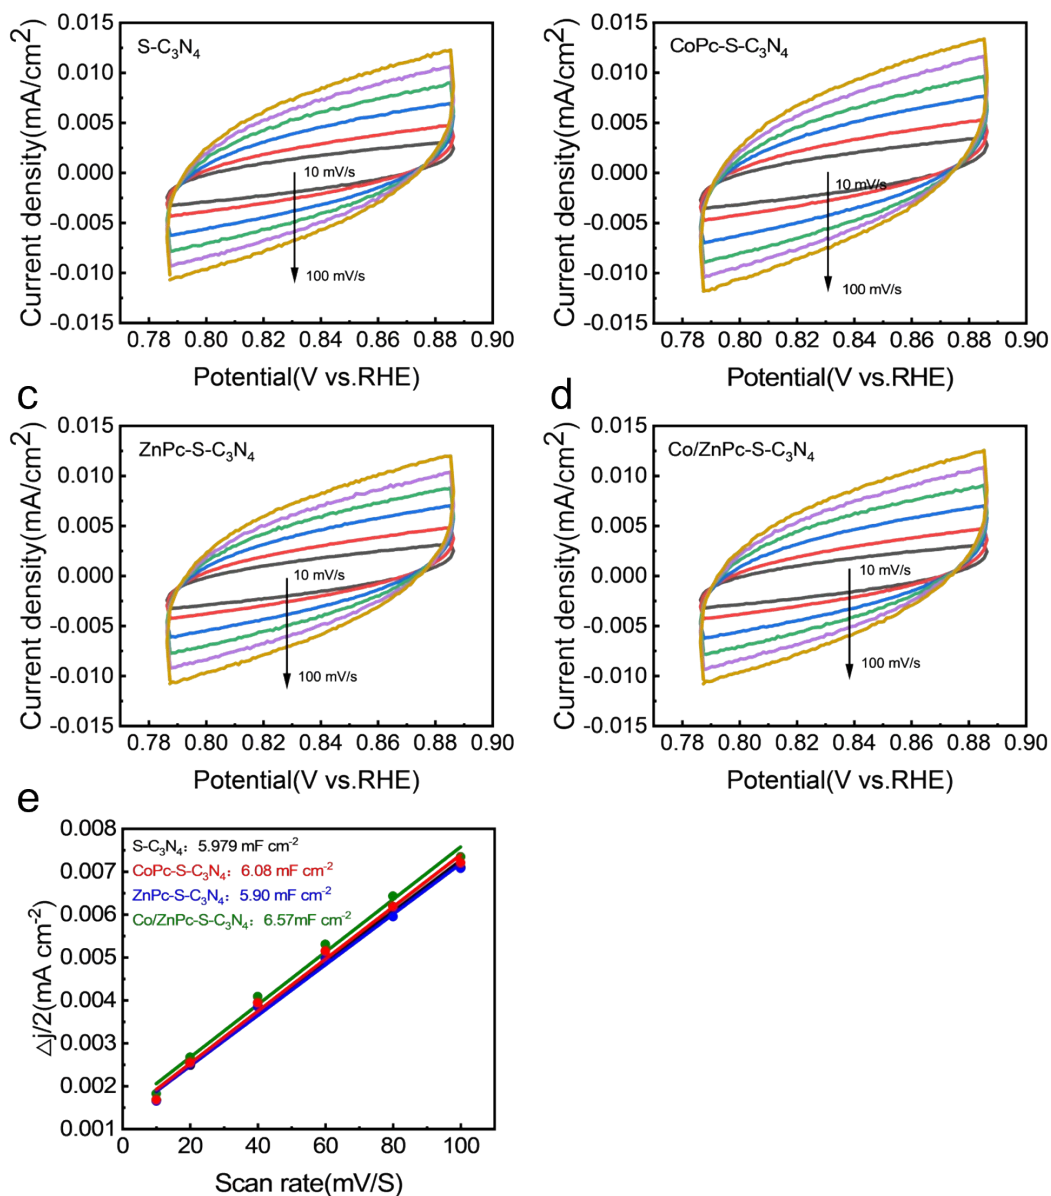 S-C₃N₄
0.015
0.010
0.005
0.000
-0.005
-0.010
-0.015
Current density(mA/cm²)
10 mV/s
100 mV/s
0.78 0.80 0.82 0.84 0.86 0.88 0.90
Potential(V vs.RHE)
CoPc-S-C₃N₄
0.015
0.010
0.005
0.000
-0.005
-0.010
-0.015
Current density(mA/cm²)
10 mV/s
100 mV/s
0.78 0.80 0.82 0.84 0.86 0.88 0.90
Potential(V vs.RHE)
c
ZnPc-S-C₃N₄
0.015
0.010
0.005
0.000
-0.005
-0.010
-0.015
Current density(mA/cm²)
10 mV/s
100 mV/s
0.78 0.80 0.82 0.84 0.86 0.88 0.90
Potential(V vs.RHE)
d
Co/ZnPc-S-C₃N₄
0.015
0.010
0.005
0.000
-0.005
-0.010
-0.015
Current density(mA/cm²)
10 mV/s
100 mV/s
0.78 0.80 0.82 0.84 0.86 0.88 0.90
Potential(V vs.RHE)
e
S-C₃N₄: 5.979 mF cm⁻²
CoPc-S-C₃N₄: 6.08 mF cm⁻²
ZnPc-S-C₃N₄: 5.90 mF cm⁻²
Co/ZnPc-S-C₃N₄: 6.57mF cm⁻²
0.008
0.007
0.006
0.005
0.004
0.003
0.002
0.001
△j/2(mA cm⁻²)
0 20 40 60 80 100
Scan rate(mV/S)